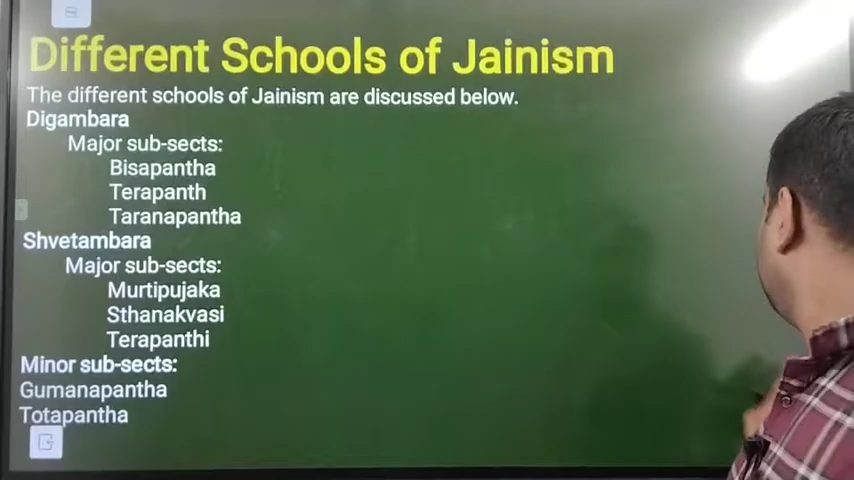 Different Schools of Jainism
The different schools of Jainism are discussed below.
Digambara
Major sub-sects:
Bisapantha
Terapanth
Taranapantha
Shvetambara
Major sub-sects:
Murtipujaka
Sthanakvasi
Terapanthi
Minor sub-sects:
Gumanapantha
Totapantha